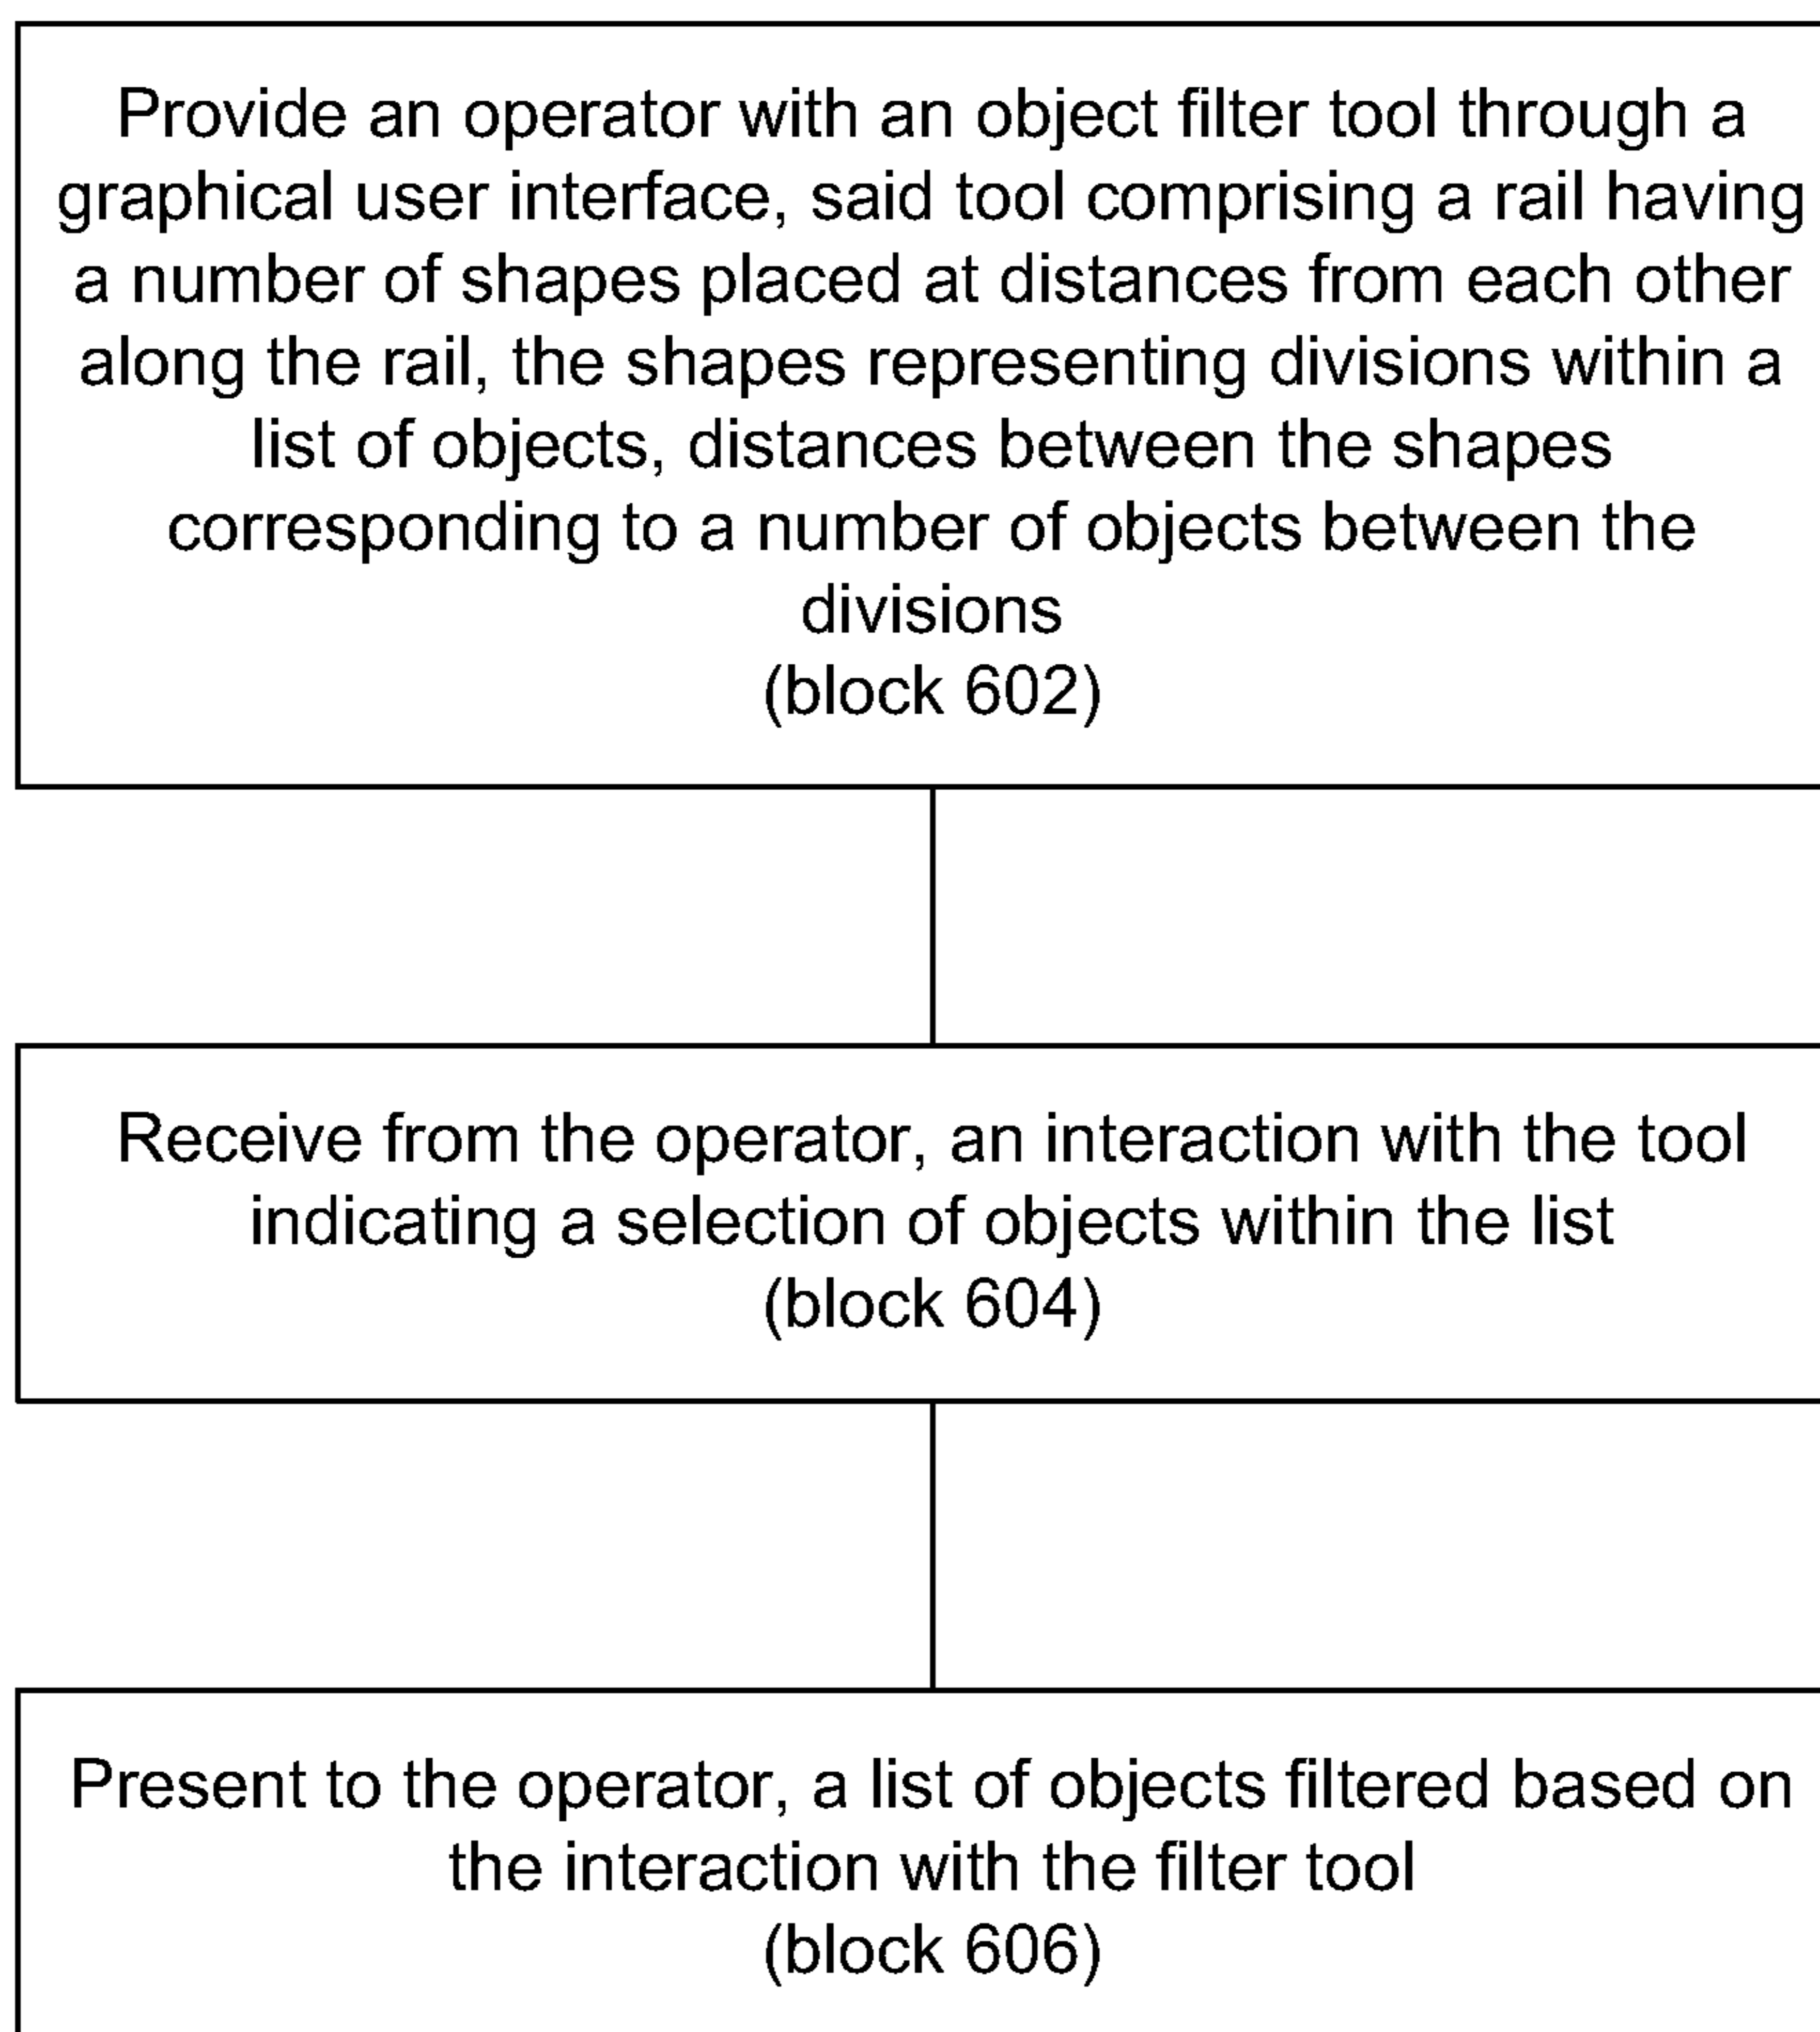 Provide an operator with an object filter tool through a
graphical user interface, said tool comprising a rail having
a number of shapes placed at distances from each other
along the rail, the shapes representing divisions within a
list of objects, distances between the shapes
corresponding to a number of objects between the
divisions
(block 602)
Receive from the operator, an interaction with the tool
indicating a selection of objects within the list
(block 604)
Present to the operator, a list of objects filtered based on
the interaction with the filter tool
(block 606)